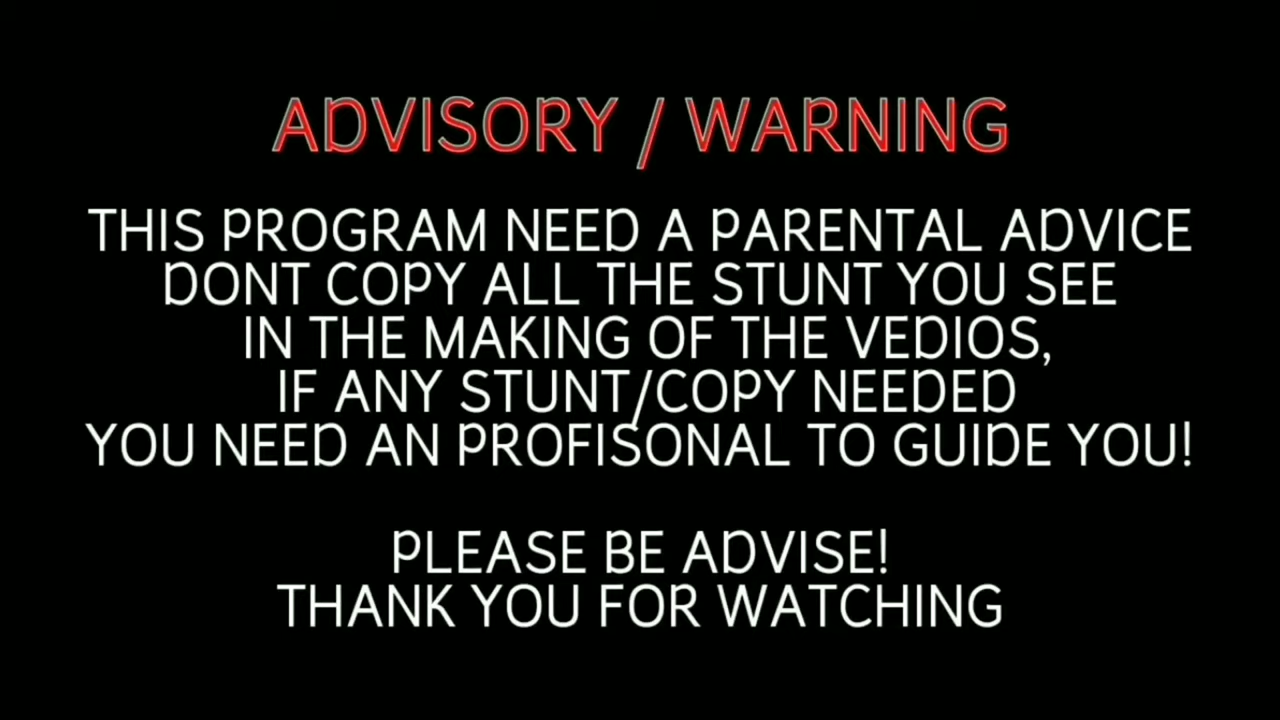 ADVISORY / WARNING
THIS PROGRAM NEED A PARENTAL ADVICE
DONT COPY ALL THE STUNT YOU SEE
IN THE MAKING OF THE VEDIOS,
IF ANY STUNT/COPY NEEDED
YOU NEED AN PROFISONAL TO GUIDE YOU!
PLEASE BE ADVISE!
THANK YOU FOR WATCHING